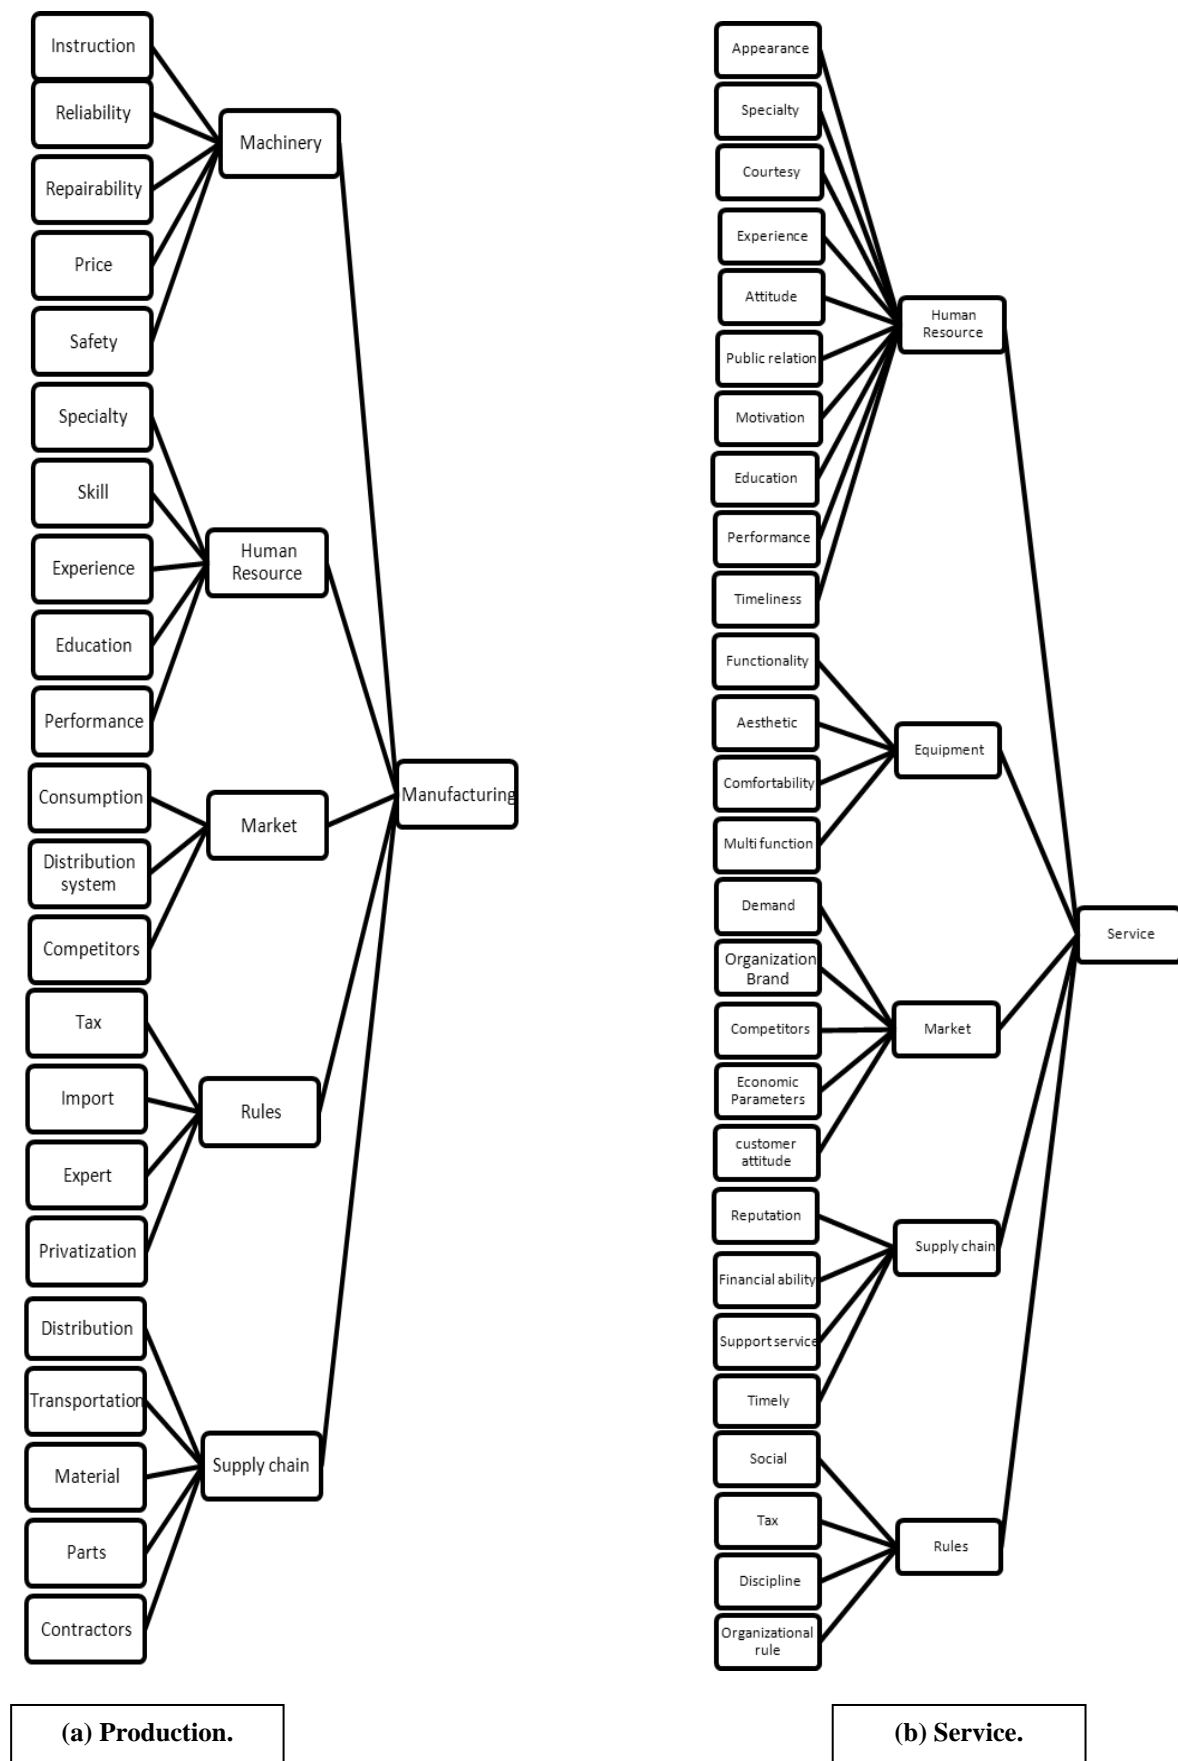 Instruction
Reliability
Repairability
Price
Safety
Machinery
Specialty
Skill
Experience
Education
Performance
Human
Resource
Consumption
Distribution
system
Competitors
Market
Manufacturing
Tax
Import
Expert
Privatization
Rules
Distribution
Transportation
Material
Parts
Contractors
Supply chain
(a) Production.
Appearance
Specialty
Courtesy
Experience
Attitude
Public relation
Motivation
Education
Performance
Timeliness
Human
Resource
Functionality
Aesthetic
Comfortability
Multi function
Equipment
Demand
Organization
Brand
Competitors
Economic
Parameters
customer
attitude
Market
Service
Reputation
Financial ability
Support service
Timely
Supply chain
Social
Tax
Discipline
Organizational
rule
Rules
(b) Service.